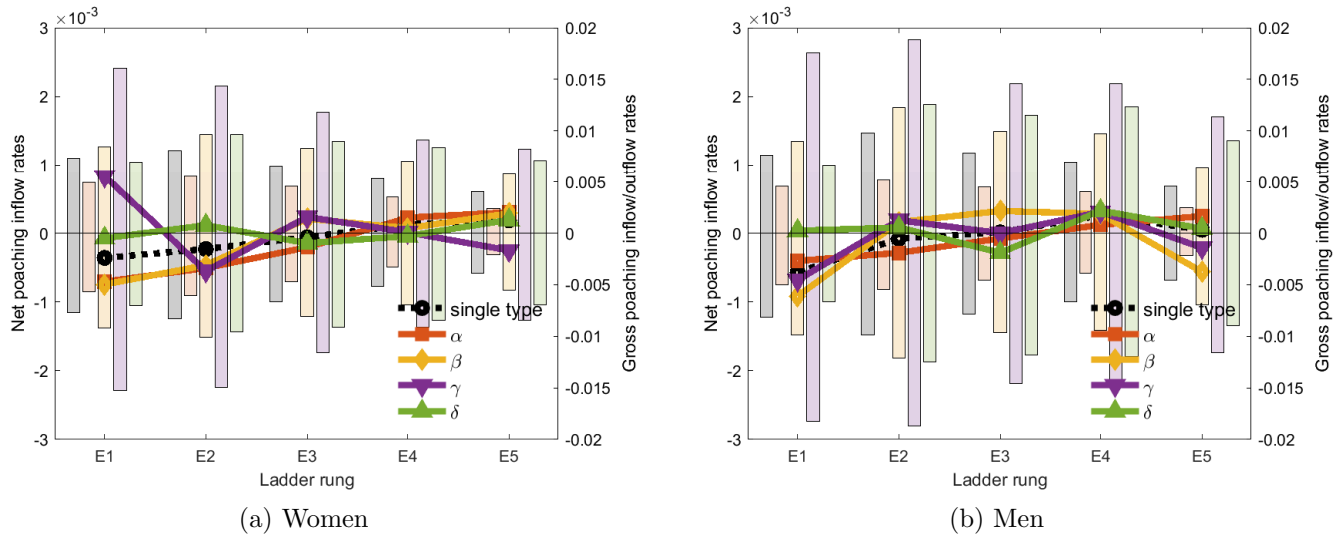 ×10⁻³
3
2
1
0
-1
-2
-3
Net poaching inflow rates
0.02
0.015
0.01
0.005
0
-0.005
-0.01
-0.015
-0.02
Gross poaching inflow/outflow rates
single type
α
β
γ
δ
E1 E2 E3 E4 E5
Ladder rung
(a) Women
×10⁻³
3
2
1
0
-1
-2
-3
Net poaching inflow rates
0.02
0.015
0.01
0.005
0
-0.005
-0.01
-0.015
-0.02
Gross poaching inflow/outflow rates
single type
α
β
γ
δ
E1 E2 E3 E4 E5
Ladder rung
(b) Men